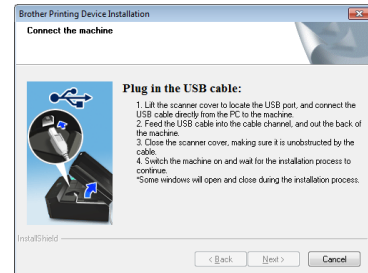 Brother Printing Device Installation
Connect the machine
Plug in the USB cable:
1. Lift the scanner cover to locate the USB port, and connect the
USB cable directly from the PC to the machine.
2. Feed the USB cable into the cable channel, and out the back of
the machine.
3. Close the scanner cover, making sure it is unobstructed by the
cable.
4. Switch the machine on and wait for the installation process to
continue.
*Some windows will open and close during the installation process.
InstallShield
< Back Next > Cancel